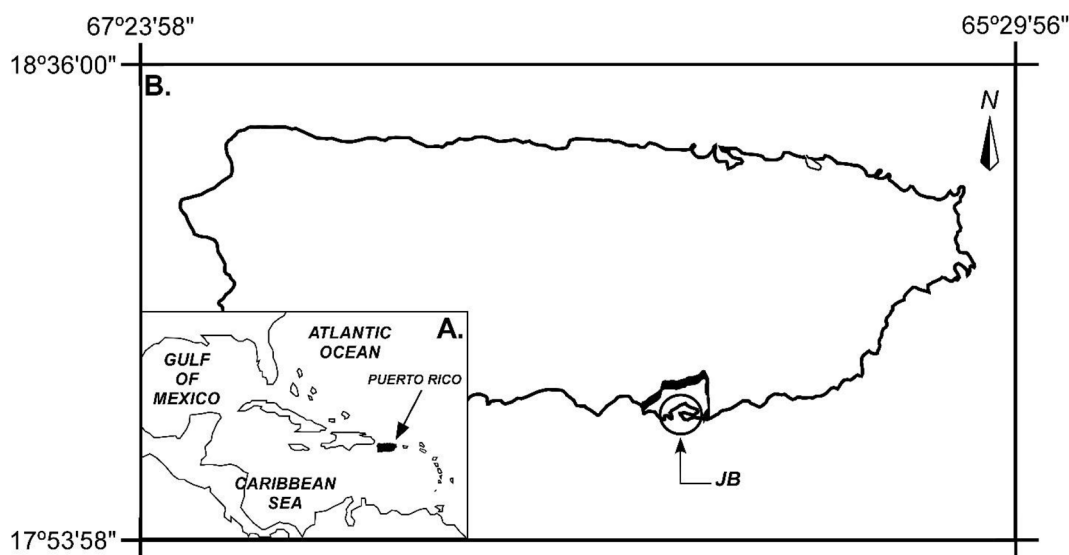 67º23'58"
65º29'56"
18º36'00"
B.
N
A.
ATLANTIC
OCEAN
GULF
OF
MEXICO
PUERTO RICO
CARIBBEAN
SEA
JB
17º53'58"